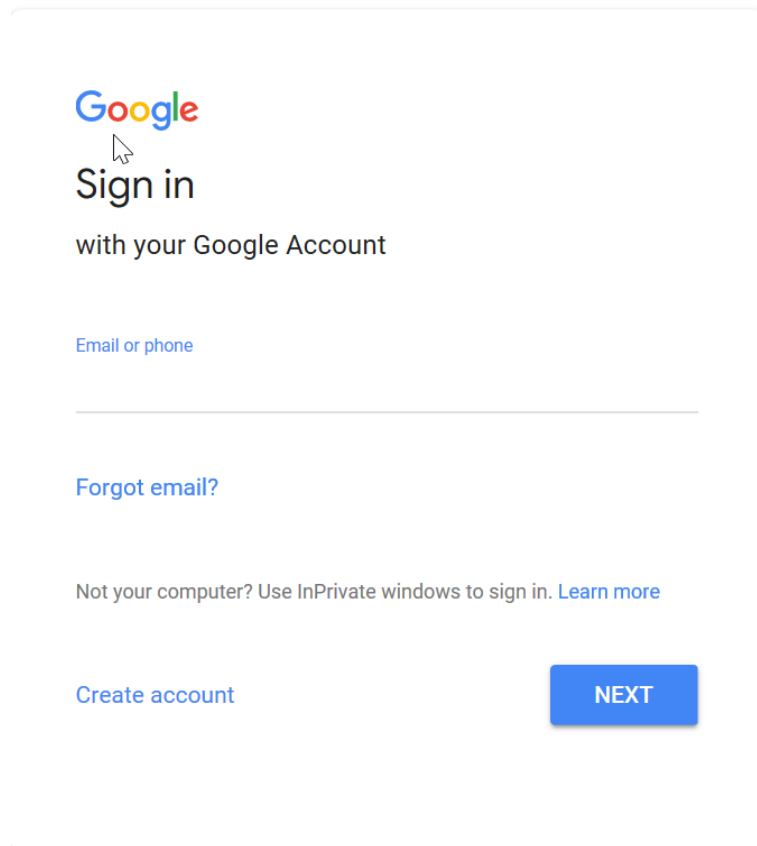 Google
Sign in
with your Google Account
Email or phone
Forgot email?
Not your computer? Use InPrivate windows to sign in. Learn more
Create account
NEXT